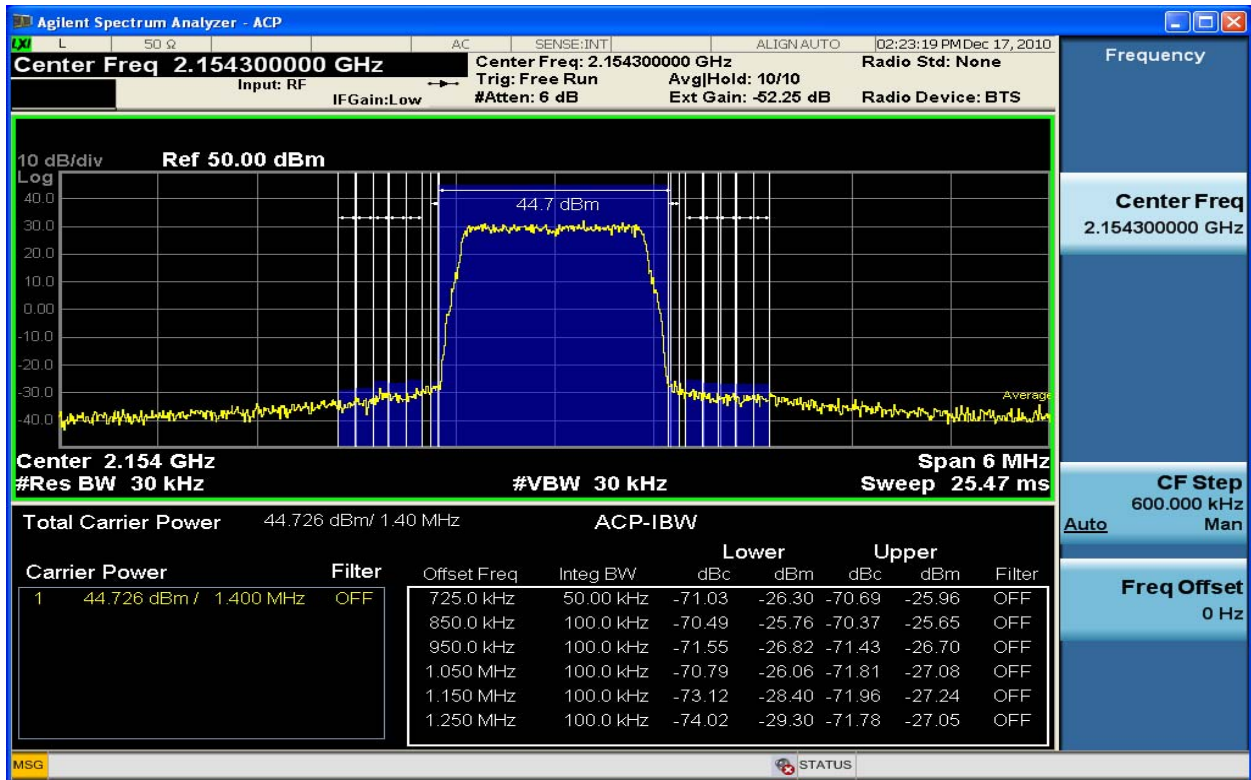 Agilent Spectrum Analyzer - ACP
LXI L 50 Ω AC SENSE:INT ALIGN AUTO 02:23:19 PM Dec 17, 2010
Center Freq 2.154300000 GHz
Input: RF
IFGain:Low
Center Freq: 2.154300000 GHz
Trig: Free Run
#Atten: 6 dB
Avg|Hold: 10/10
Ext Gain: -52.25 dB
Radio Std: None
Radio Device: BTS
10 dB/div Ref 50.00 dBm
Log
40.0
30.0
20.0
10.0
0.00
-10.0
-20.0
-30.0
-40.0
44.7 dBm
Average
Center 2.154 GHz Span 6 MHz
#Res BW 30 kHz #VBW 30 kHz Sweep 25.47 ms
Total Carrier Power 44.726 dBm/ 1.40 MHz ACP-IBW
Lower Upper
Carrier Power Filter
1 44.726 dBm / 1.400 MHz OFF
Offset Freq Integ BW dBc dBm dBc dBm Filter
725.0 kHz 50.00 kHz -71.03 -26.30 -70.69 -25.96 OFF
850.0 kHz 100.0 kHz -70.49 -25.76 -70.37 -25.65 OFF
950.0 kHz 100.0 kHz -71.55 -26.82 -71.43 -26.70 OFF
1.050 MHz 100.0 kHz -70.79 -26.06 -71.81 -27.08 OFF
1.150 MHz 100.0 kHz -73.12 -28.40 -71.96 -27.24 OFF
1.250 MHz 100.0 kHz -74.02 -29.30 -71.78 -27.05 OFF
Frequency
Center Freq
2.154300000 GHz
CF Step
600.000 kHz
Auto Man
Freq Offset
0 Hz
MSG STATUS